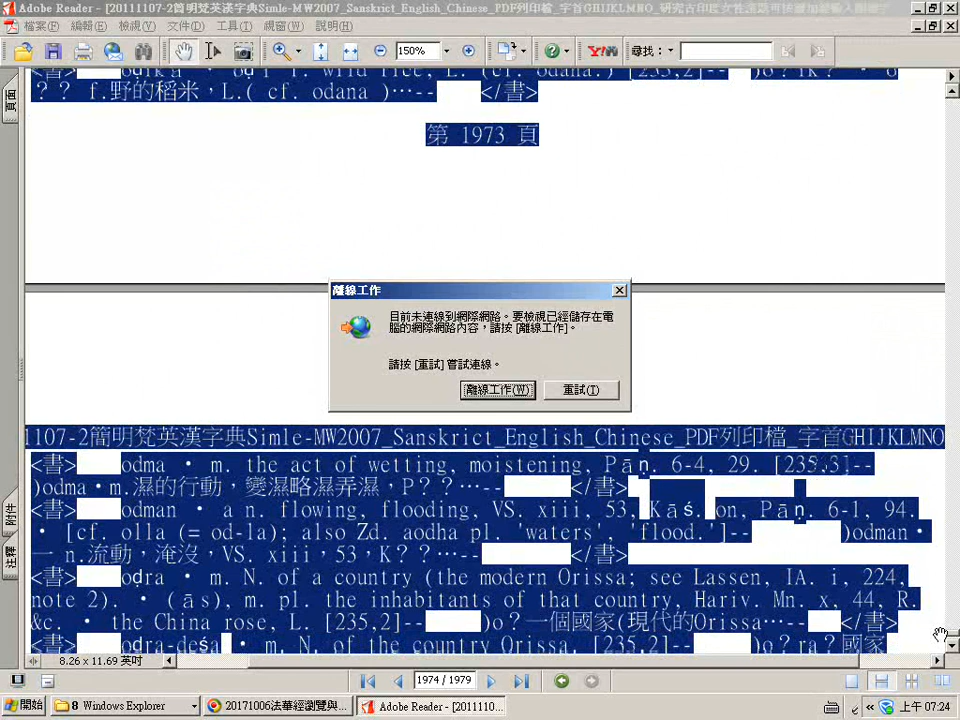 Adobe Reader - [20111107-2簡明梵英漢字典Simle-MW2007_Sanskrict_English_Chinese_PDF列印檔_字首GHIJKLMNO_研究古印度女性
檔案(F) 編輯(E) 檢視(V) 文件(D) 工具(T) 視窗(W) 說明(H)
150% 尋找：
頁面
f. wild rice, L. (cf. odana.) [235,2]-- )o？ik？ ‧ o
？？ f.野的稻米，L.( cf. odana )…-- </書>
第 1973 頁
離線工作
目前未連線到網際網路。要檢視已經儲存在電
腦的網際網路內容，請按 [離線工作]。
請按 [重試] 嘗試連線。
離線工作(W) 重試(T)
1107-2簡明梵英漢字典Simle-MW2007_Sanskrict_English_Chinese_PDF列印檔_字首GHIJKLMNO
<書> odma ‧ m. the act of wetting, moistening, Pāṇ. 6-4, 29. [235,3]--
)odma‧m.濕的行動，變濕略濕弄濕，P？？…-- </書>
<書> odman ‧ a n. flowing, flooding, VS. xiii, 53, Kāś. on, Pāṇ. 6-1, 94.
‧ [cf. olla (= od-la); also Zd. aodha pl. 'waters', 'flood.']-- )odman‧
一 n.流動，淹沒，VS. xiii，53，K？？…-- </書>
<書> oḍra ‧ m. N. of a country (the modern Orissa; see Lassen, IA. i, 224,
note 2). ‧ (ās), m. pl. the inhabitants of that country, Hariv. Mn. x, 44, R.
&c. ‧ the China rose, L. [235,2]-- )o？一個國家(現代的Orissa…-- </書>
<書> oḍra-deśa ‧ m. N. of the country Orissa, [235,2]-- )o？ra？國家
附件
注釋
8.26 x 11.69 英吋
1974 / 1979
開始 8 Windows Explorer 20171006法華經瀏覽與... Adobe Reader - [2011110... 上午 07:24